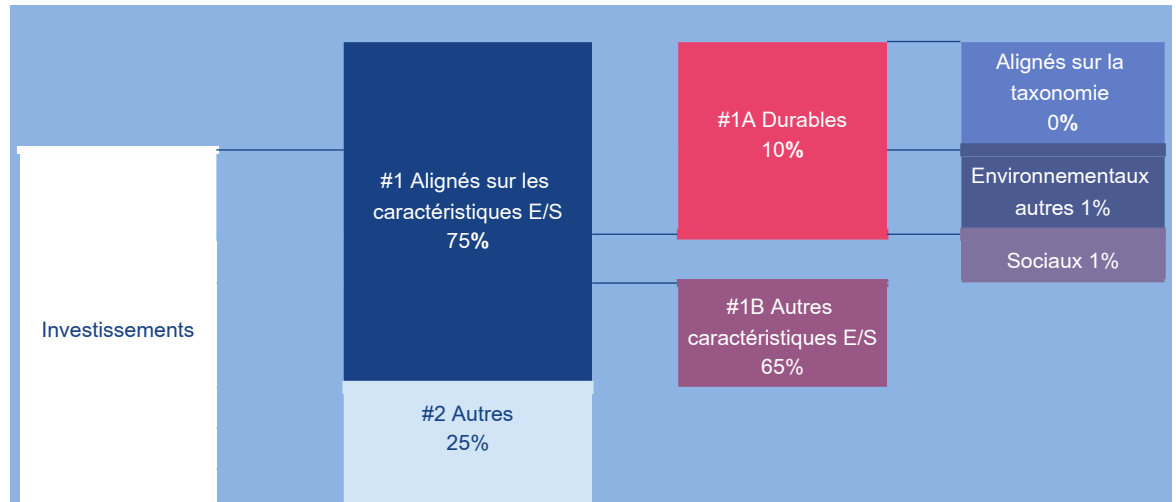 Investissements
#1 Alignés sur les
caractéristiques E/S
75%
#2 Autres
25%
#1A Durables
10%
#1B Autres
caractéristiques E/S
65%
Alignés sur la
taxonomie
0%
Environnementaux
autres 1%
Sociaux 1%